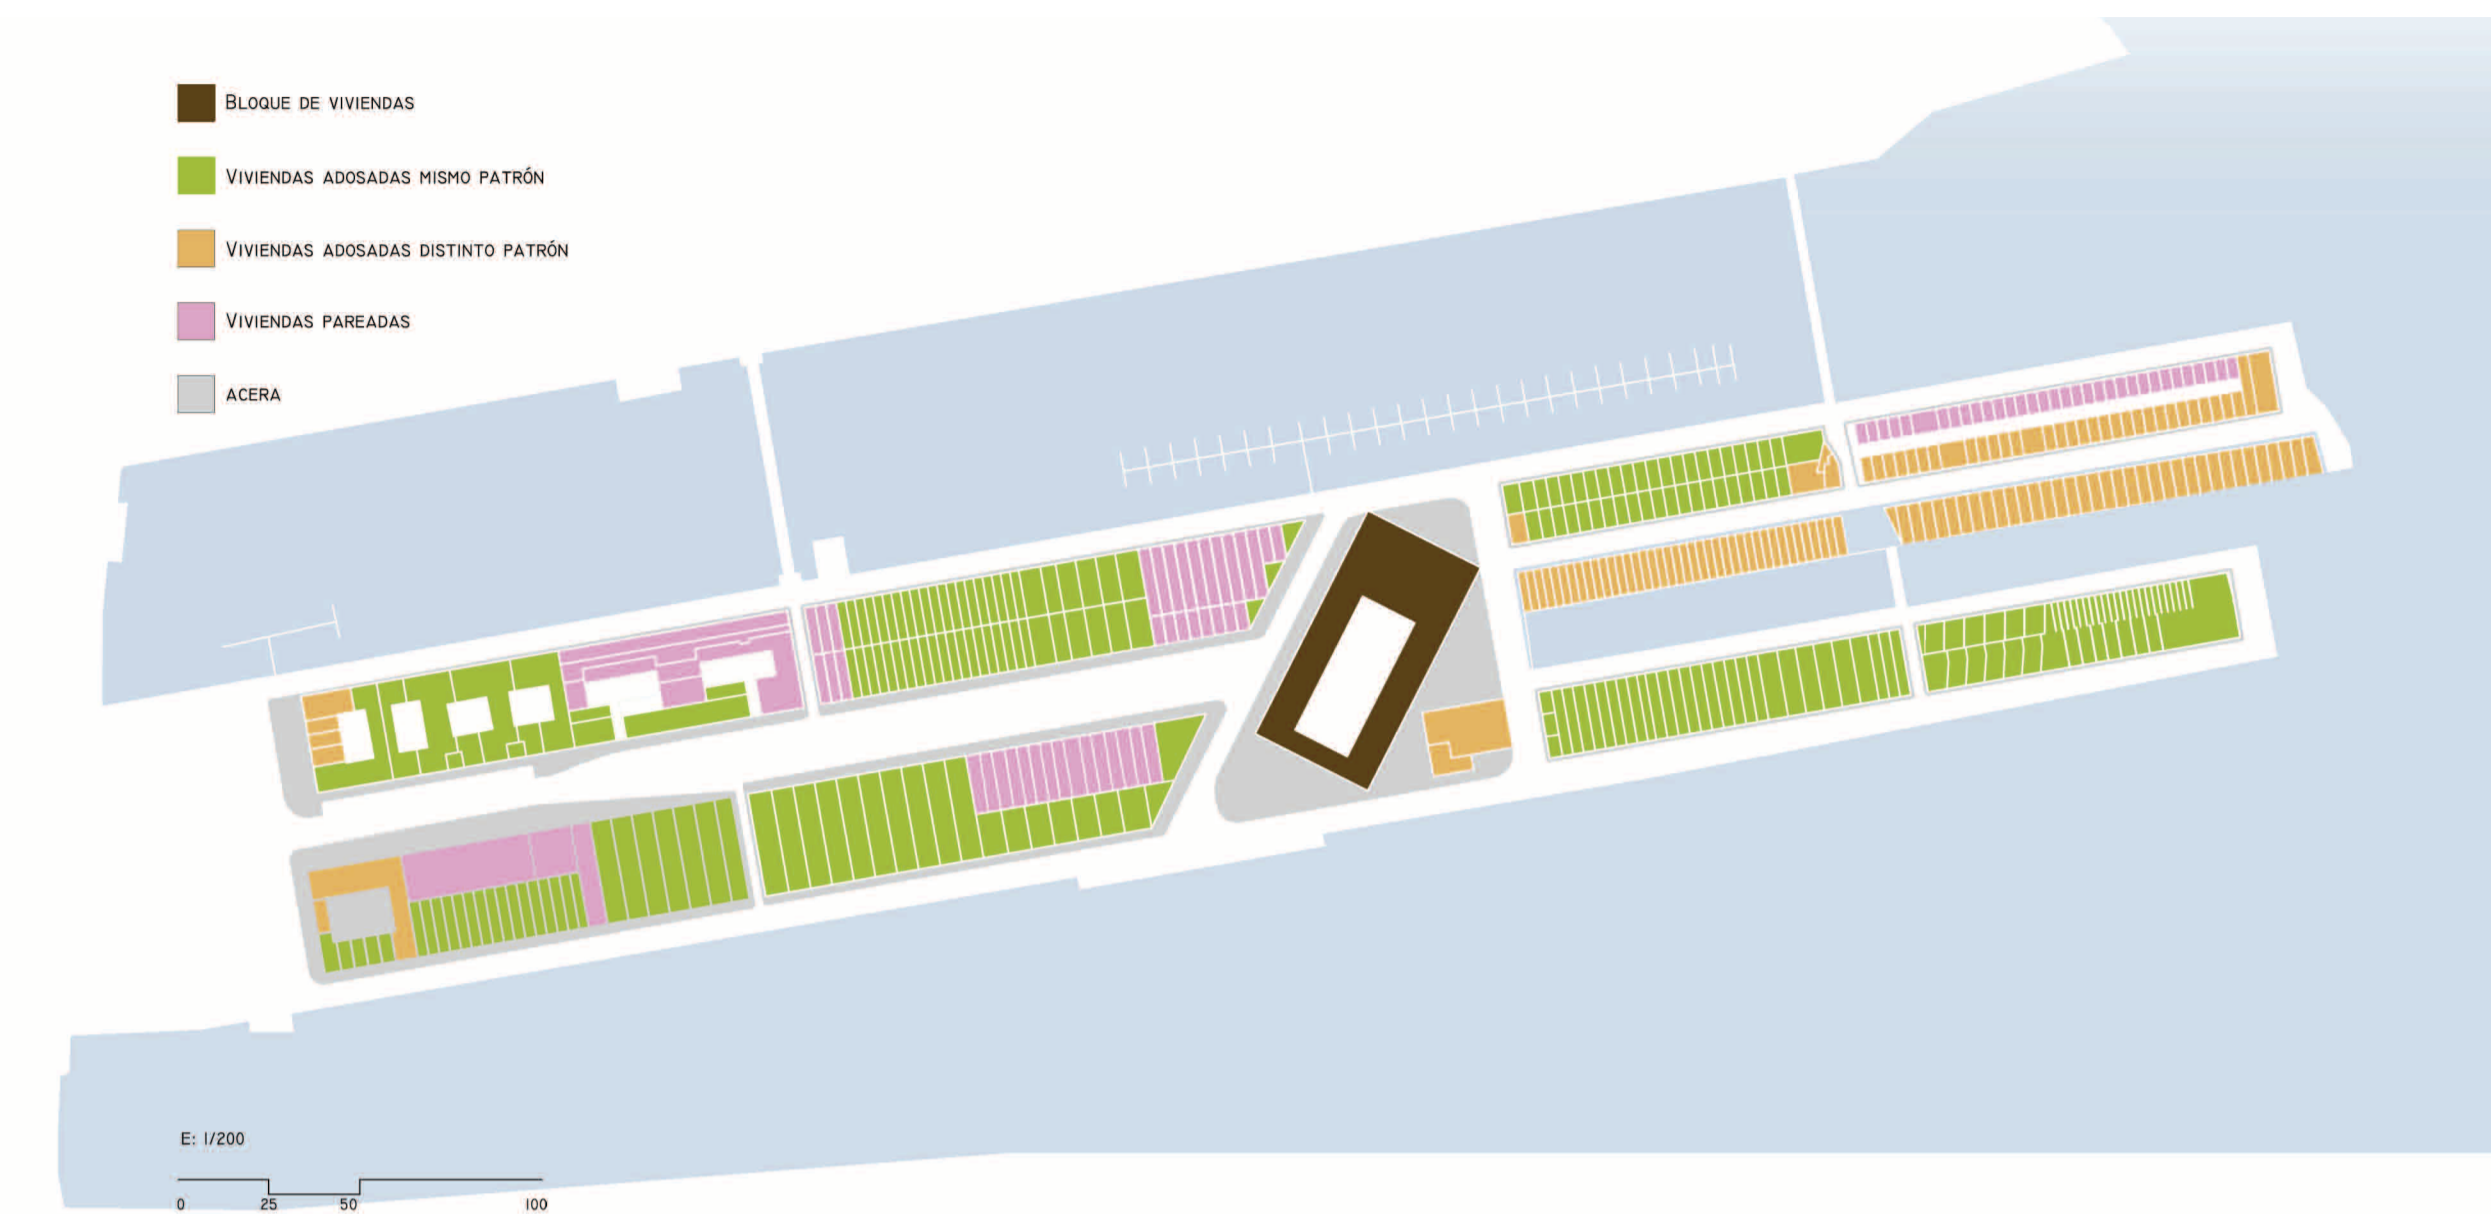 BLOQUE DE VIVIENDAS
VIVIENDAS ADOSADAS MISMO PATRÓN
VIVIENDAS ADOSADAS DISTINTO PATRÓN
VIVIENDAS PAREADAS
ACERA
E: 1/200
0 25 50 100